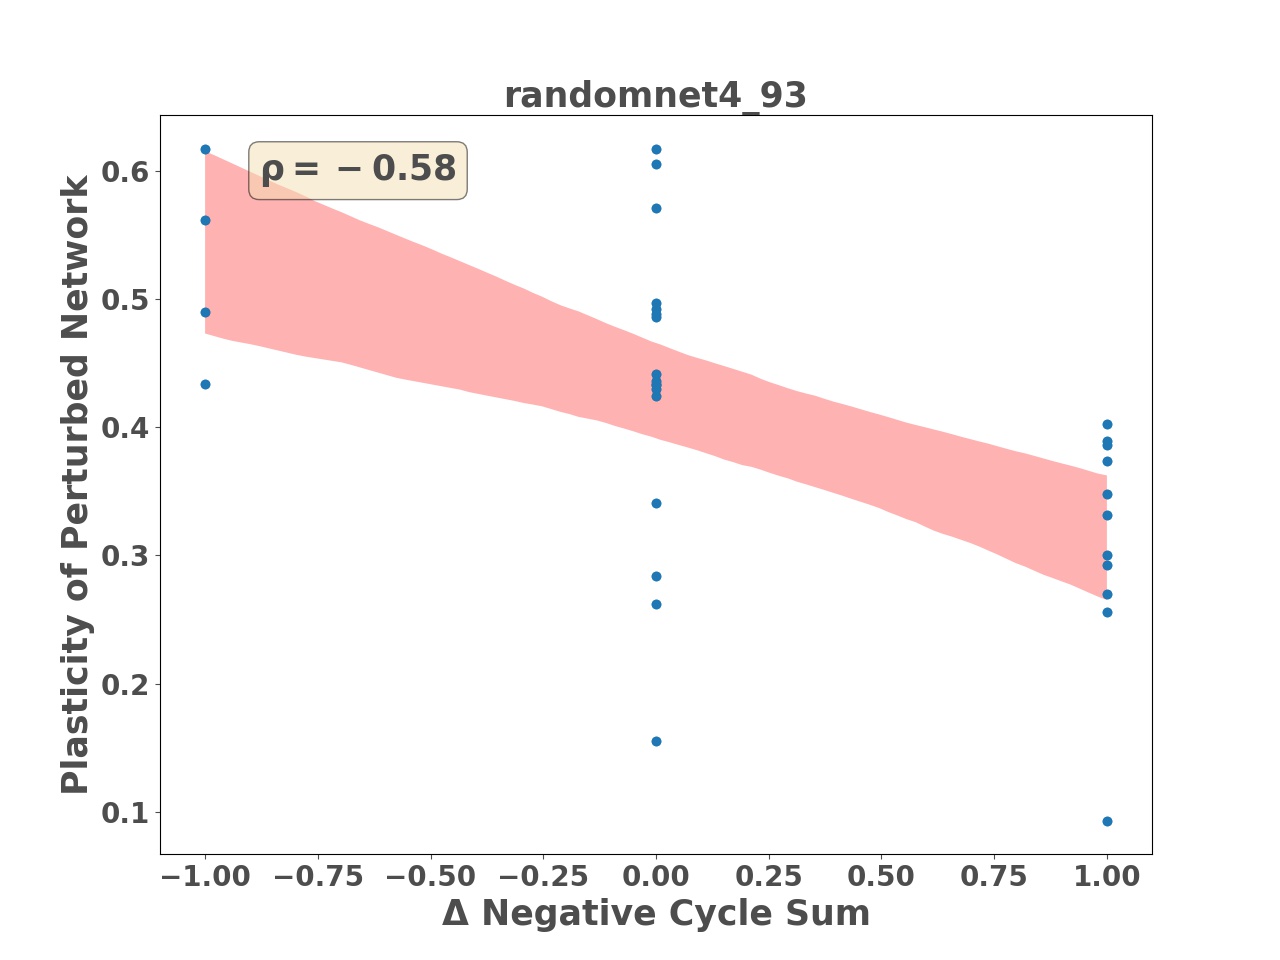 randomnet4_93
ρ = − 0.58
Plasticity of Perturbed Network
0.6
0.5
0.4
0.3
0.2
0.1
−1.00 −0.75 −0.50 −0.25 0.00 0.25 0.50 0.75 1.00
Δ Negative Cycle Sum